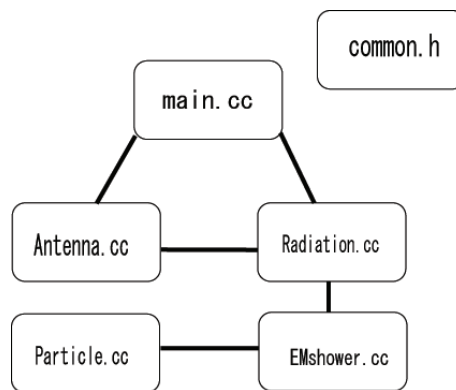 common.h
main.cc
Antenna.cc
Radiation.cc
Particle.cc
EMshower.cc